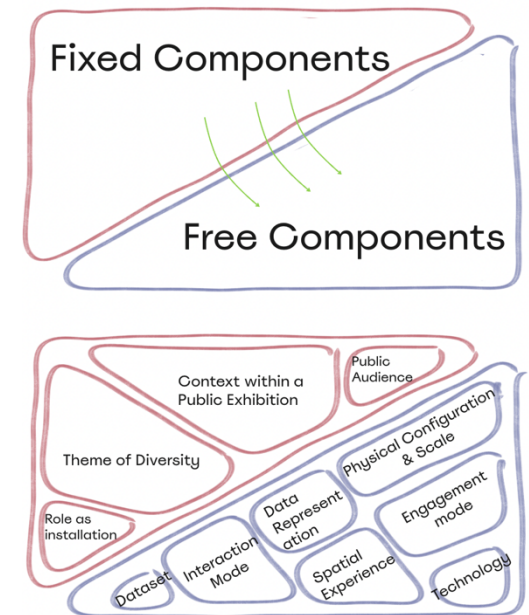 Fixed Components
Free Components
Context within a
Public Exhibition
Public
Audience
Theme of Diversity
Role as
installation
Physical Configuration
& Scale
Data
Represent
ation
Engagement
mode
Interaction
Mode
Spatial
Experience
Dataset
Technology